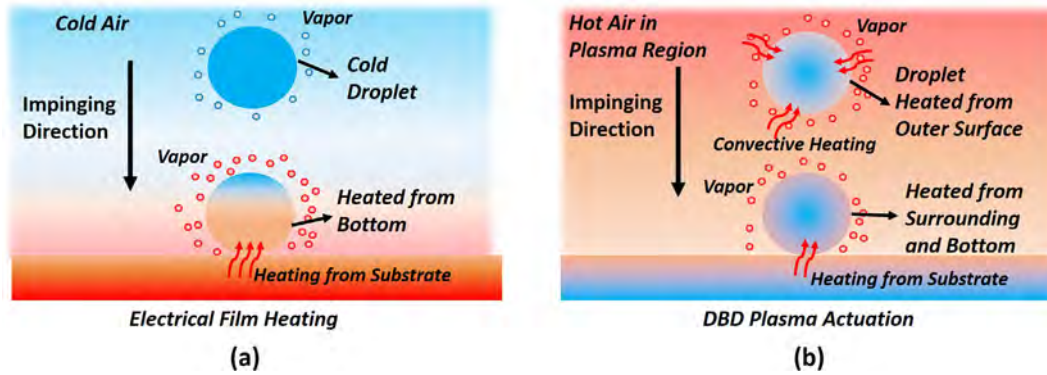 Cold Air
Vapor
Cold
Droplet
Impinging
Direction
Vapor
Heated from
Bottom
Heating from Substrate
Electrical Film Heating
(a)
Hot Air in
Plasma Region
Vapor
Droplet
Heated from
Outer Surface
Impinging
Direction
Convective Heating
Vapor
Heated from
Surrounding
and Bottom
Heating from Substrate
DBD Plasma Actuation
(b)